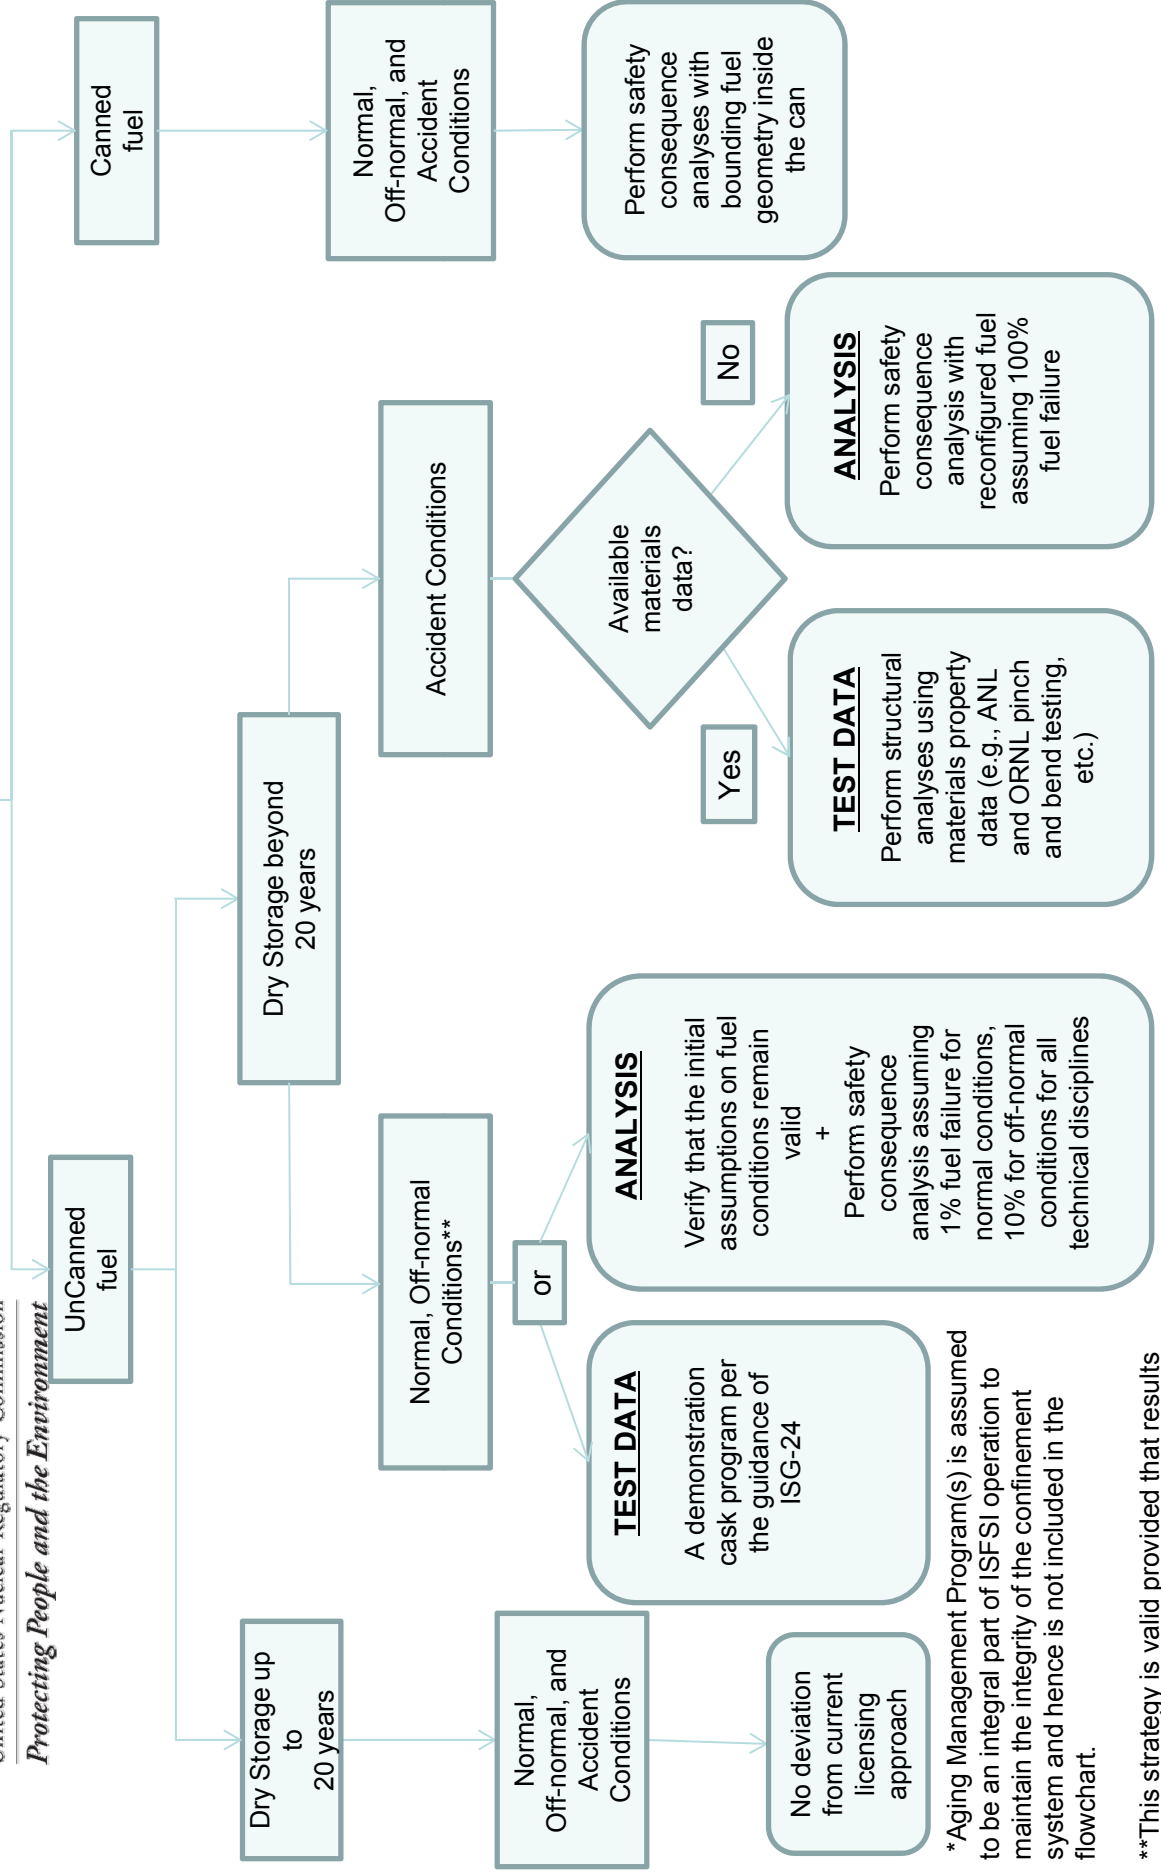 Protecting People and the Environment
UnCanned
fuel
Canned
fuel
Dry Storage up
to
20 years
Dry Storage beyond
20 years
Normal,
Off-normal, and
Accident
Conditions
Normal, Off-normal
Conditions**
Accident Conditions
Normal,
Off-normal, and
Accident
Conditions
No deviation
from current
licensing
approach
or
TEST DATA
A demonstration
cask program per
the guidance of
ISG-24
ANALYSIS
Verify that the initial
assumptions on fuel
conditions remain
valid
+
Perform safety
consequence
analysis assuming
1% fuel failure for
normal conditions,
10% for off-normal
conditions for all
technical disciplines
Available
materials
data?
Yes
No
TEST DATA
Perform structural
analyses using
materials property
data (e.g., ANL
and ORNL pinch
and bend testing,
etc.)
ANALYSIS
Perform safety
consequence
analysis with
reconfigured fuel
assuming 100%
fuel failure
Perform safety
consequence
analyses with
bounding fuel
geometry inside
the can
*Aging Management Program(s) is assumed
to be an integral part of ISFSI operation to
maintain the integrity of the confinement
system and hence is not included in the
flowchart.
**This strategy is valid provided that results